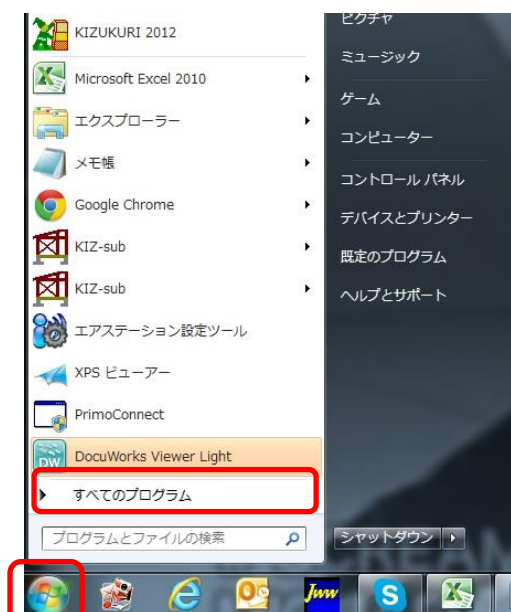 KIZUKURI 2012
Microsoft Excel 2010
エクスプローラー
メモ帳
Google Chrome
KIZ-sub
KIZ-sub
エアステーション設定ツール
XPS ビューアー
PrimoConnect
DW
DocuWorks Viewer Light
すべてのプログラム
プログラムとファイルの検索
ピクチャ
ミュージック
ゲーム
コンピューター
コントロール パネル
デバイスとプリンター
既定のプログラム
ヘルプとサポート
シャットダウン
Jww
S